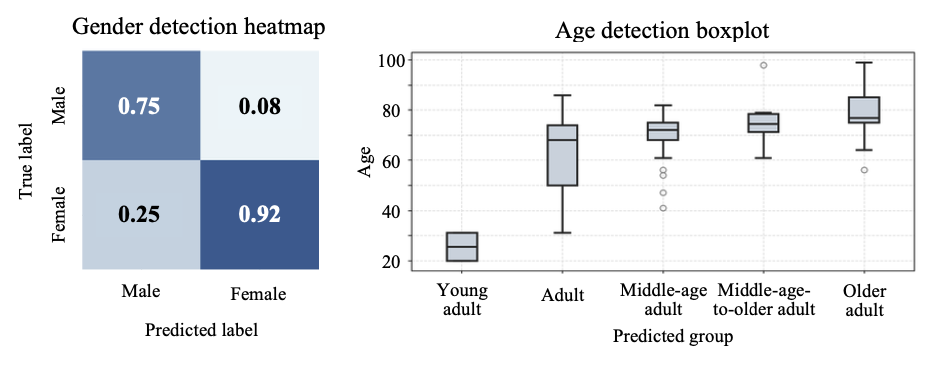 Gender detection heatmap
True label
Male
0.75 0.08
Female
0.25 0.92
Male Female
Predicted label
Age detection boxplot
Age
100
80
60
40
20
Young adult
Adult
Middle-age adult
Middle-age-to-older adult
Older adult
Predicted group